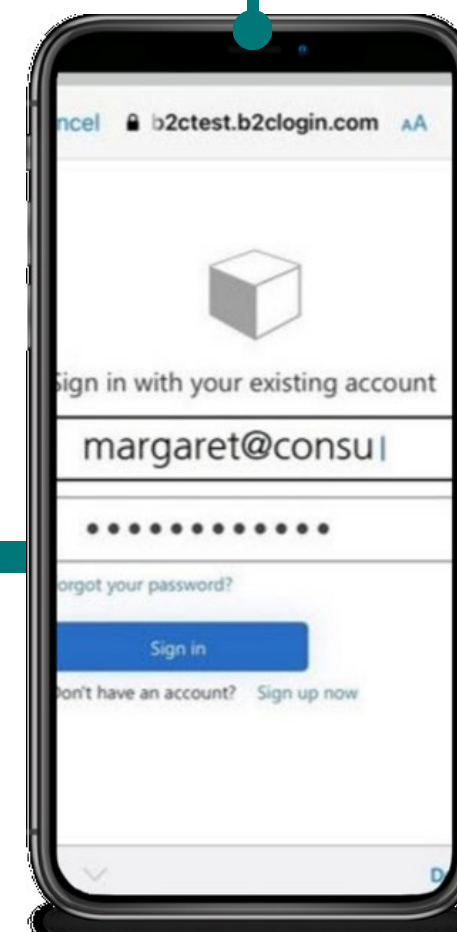 ncel b2ctest.b2clogin.com AA
Sign in with your existing account
margaret@consu
••••••••••••
orgot your password?
Sign in
Don't have an account? Sign up now
D